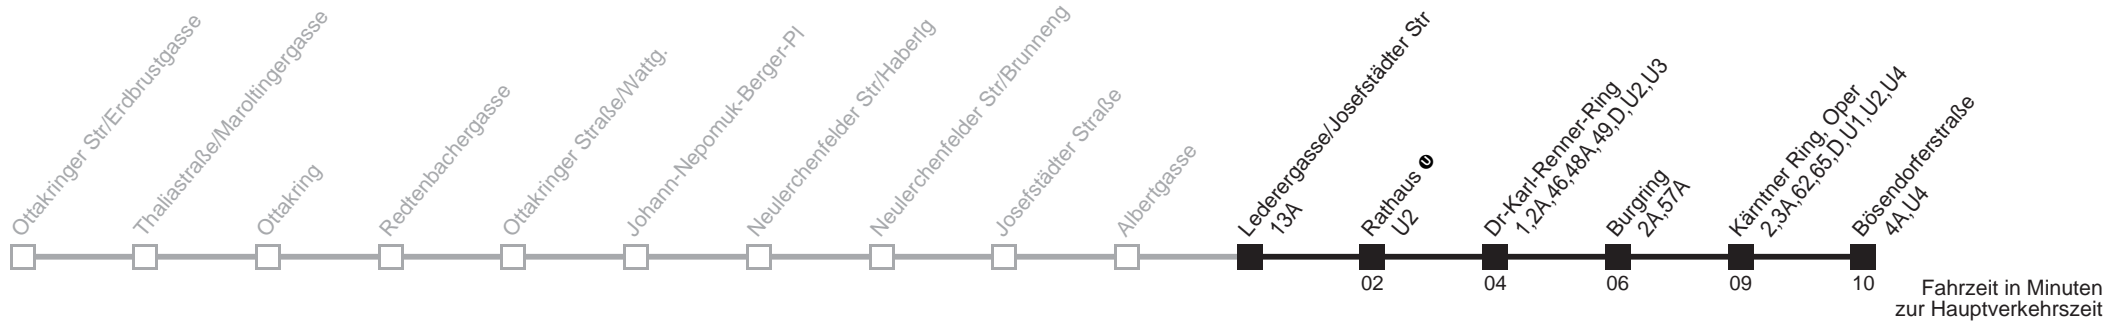 Ottakringer Str/Erdbrustgasse
Thaliastraße/Maroltingergasse
Ottakring
Redtenbachergasse
Ottakringer Straße/Wattg.
Johann-Nepomuk-Berger-Pl
Neulerchenfelder Str/Haberlg
Neulerchenfelder Str/Brunneng
Josefstädter Straße
Albertgasse
Lederergasse/Josefstädter Str
13A
Rathaus U
U2
Dr-Karl-Renner-Ring
1,2A,46,48A,49,D,U2,U3
Burgring
2A,57A
Kärntner Ring, Oper
2,3A,62,65,D,U1,U2,U4
Bösendorferstraße
4A,U4
02
04
06
09
10
Fahrzeit in Minuten
zur Hauptverkehrszeit